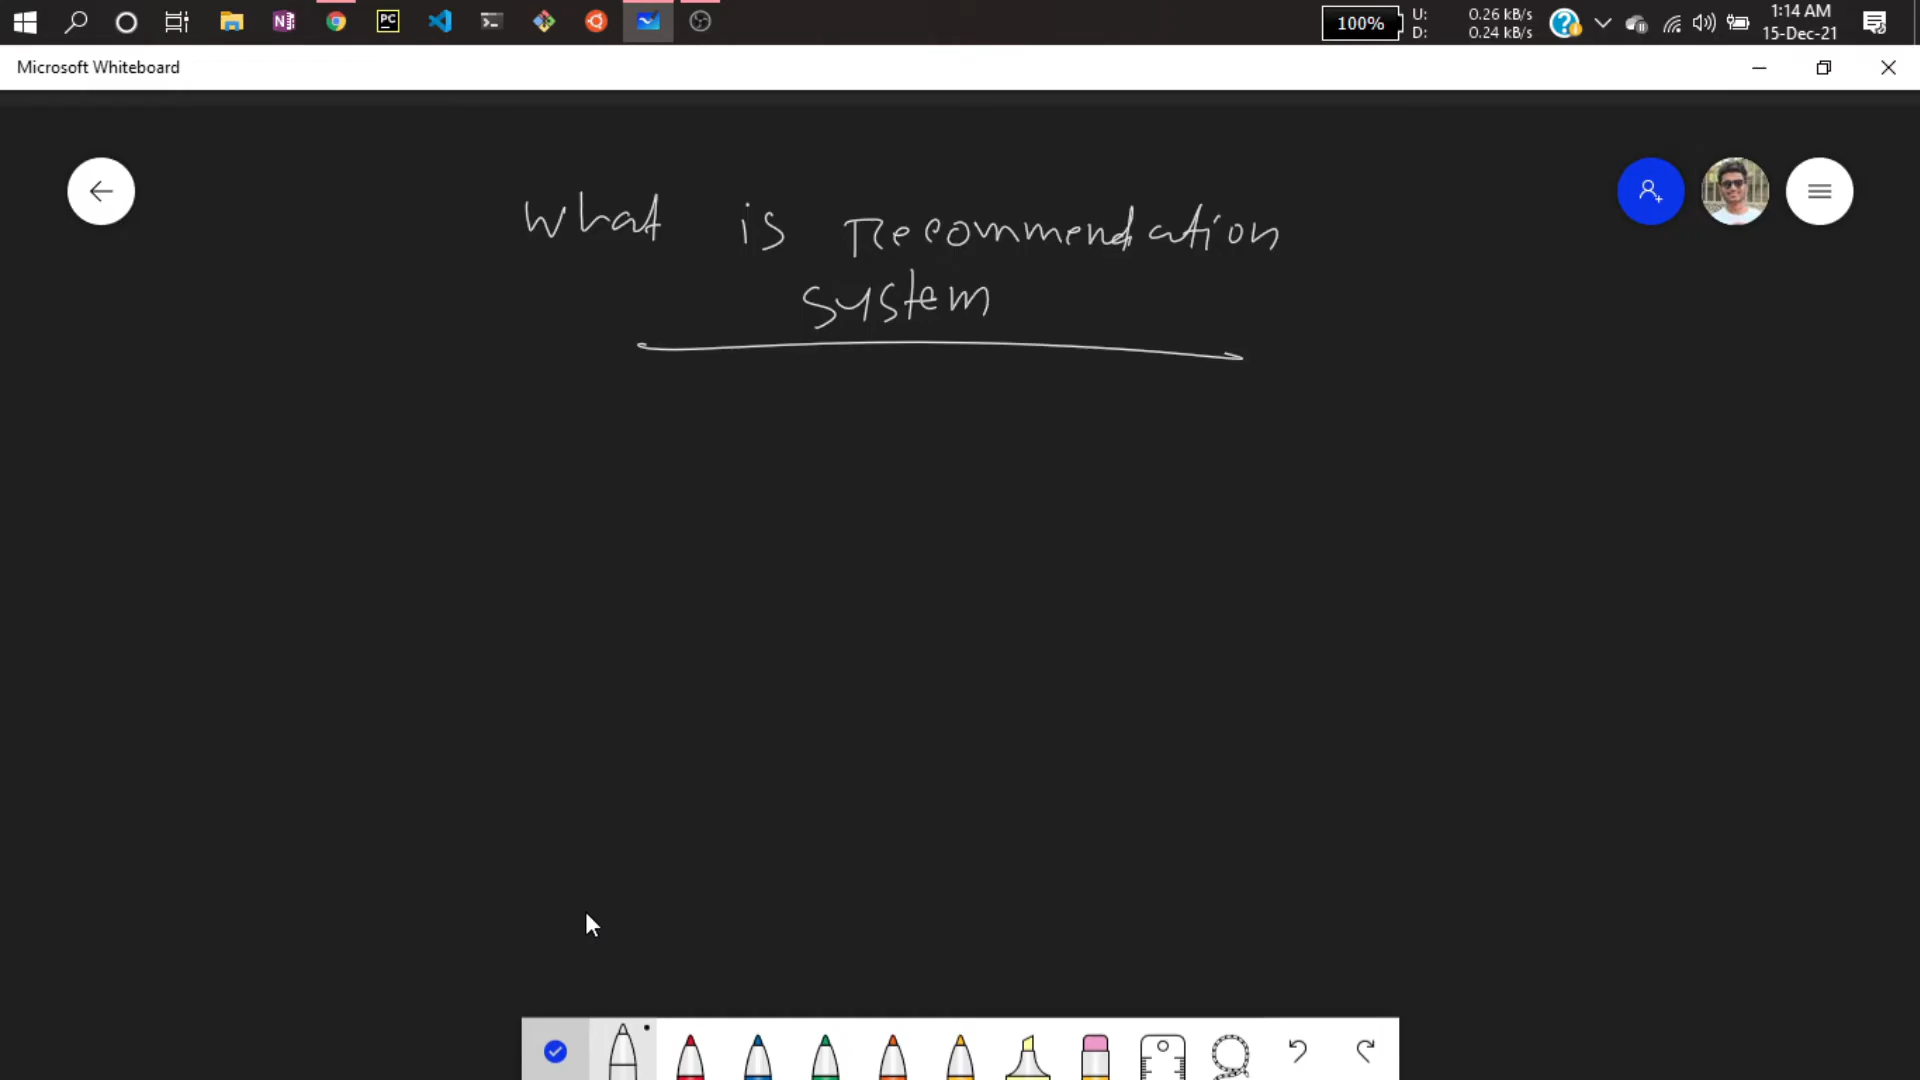 100% U: 0.26 kB/s 1:14 AM
D: 0.24 kB/s 15-Dec-21
Microsoft Whiteboard
What is Recommendation
system